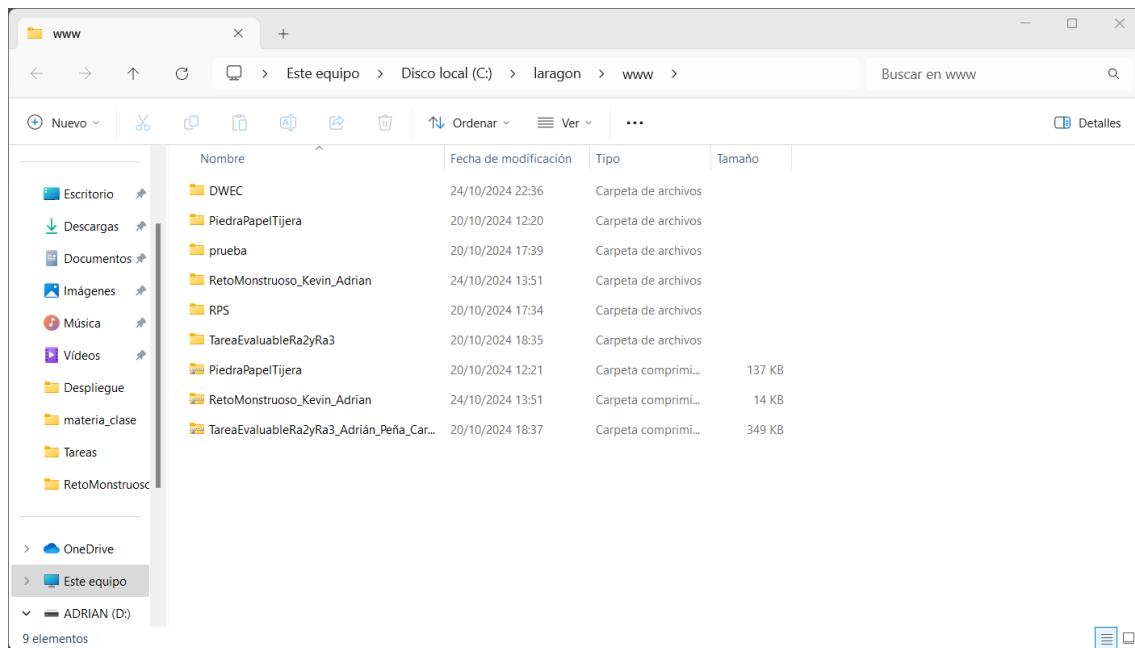 www
Este equipo > Disco local (C:) > laragon > www >
Buscar en www
Nuevo
Ordenar
Ver
Detalles
Nombre Fecha de modificación Tipo Tamaño
DWEC 24/10/2024 22:36 Carpeta de archivos
PiedraPapelTijera 20/10/2024 12:20 Carpeta de archivos
prueba 20/10/2024 17:39 Carpeta de archivos
RetoMonstruoso_Kevin_Adrian 24/10/2024 13:51 Carpeta de archivos
RPS 20/10/2024 17:34 Carpeta de archivos
TareaEvaluableRa2yRa3 20/10/2024 18:35 Carpeta de archivos
PiedraPapelTijera 20/10/2024 12:21 Carpeta comprimi... 137 KB
RetoMonstruoso_Kevin_Adrian 24/10/2024 13:51 Carpeta comprimi... 14 KB
TareaEvaluableRa2yRa3_Adrián_Peña_Car... 20/10/2024 18:37 Carpeta comprimi... 349 KB
Escritorio
Descargas
Documentos
Imágenes
Música
Vídeos
Despliegue
materia_clase
Tareas
RetoMonstruoso
OneDrive
Este equipo
ADRIAN (D:)
9 elementos